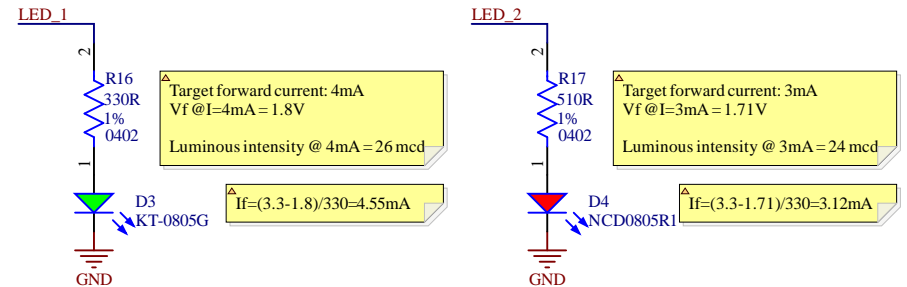 LED_1
2
R16
330R
1%
0402
1
D3
KT-0805G
GND
Target forward current: 4mA
Vf @I=4mA = 1.8V
Luminous intensity @ 4mA = 26 mcd
If=(3.3-1.8)/330=4.55mA
LED_2
2
R17
510R
1%
0402
1
D4
NCD0805R1
GND
Target forward current: 3mA
Vf @I=3mA = 1.71V
Luminous intensity @ 3mA = 24 mcd
If=(3.3-1.71)/330=3.12mA